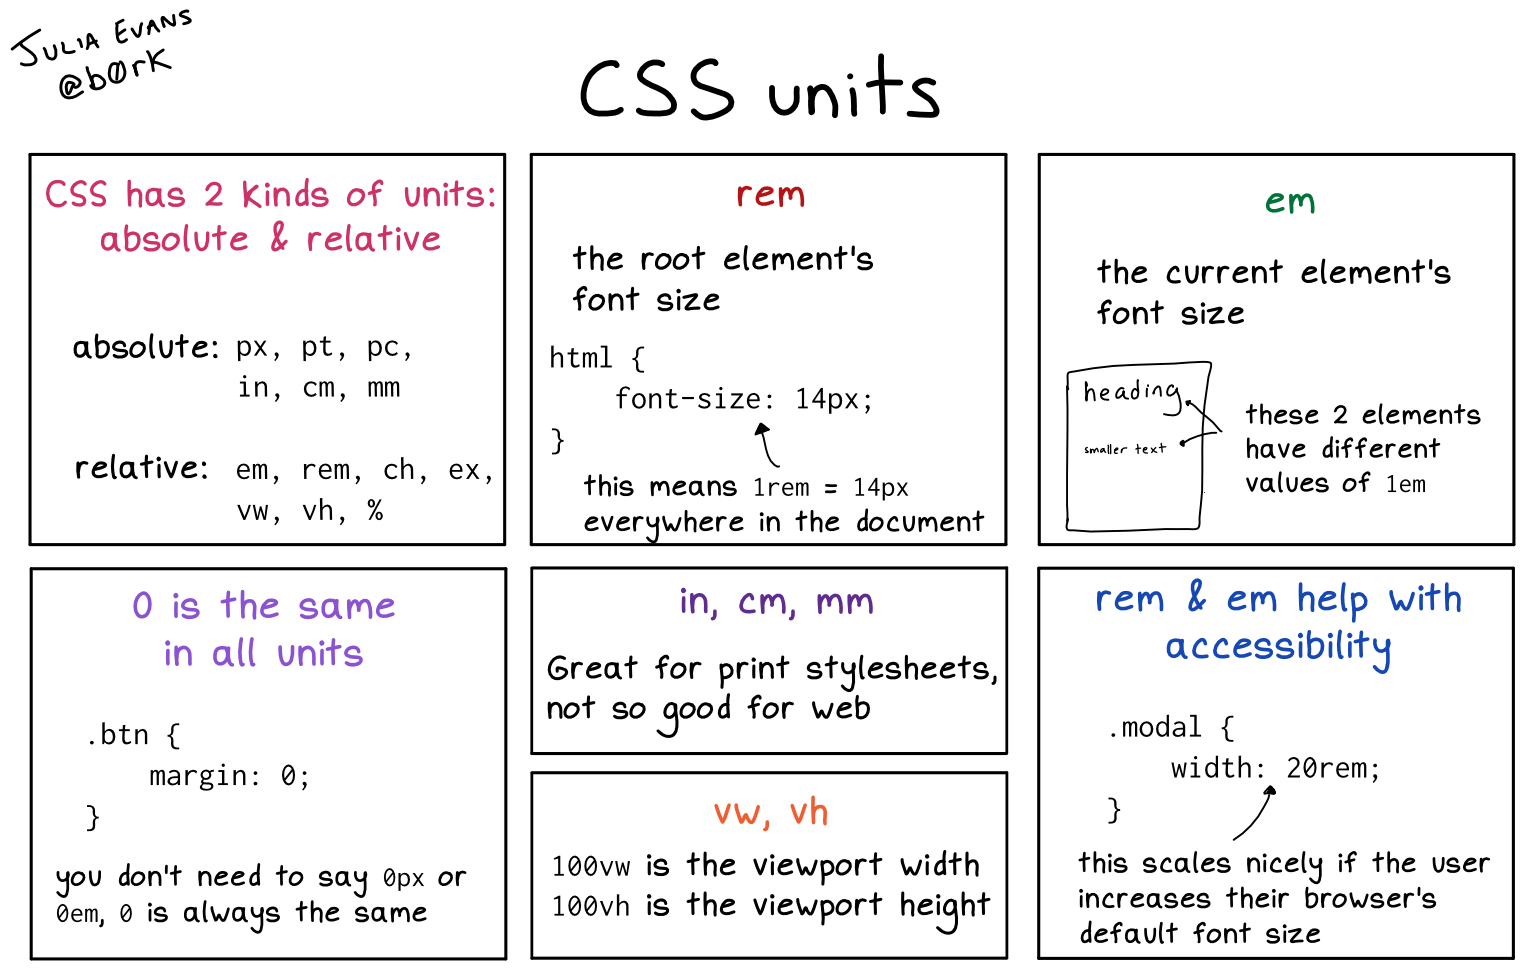 JULIA EVANS
@b0rk
CSS units
CSS has 2 kinds of units:
absolute & relative
absolute: px, pt, pc,
in, cm, mm
relative: em, rem, ch, ex,
vw, vh, %
rem
the root element's
font size
html {
font-size: 14px;
}
this means 1rem = 14px
everywhere in the document
em
the current element's
font size
heading
smaller text
these 2 elements
have different
values of 1em
0 is the same
in all units
.btn {
margin: 0;
}
you don't need to say 0px or
0em, 0 is always the same
in, cm, mm
Great for print stylesheets,
not so good for web
vw, vh
100vw is the viewport width
100vh is the viewport height
rem & em help with
accessibility
.modal {
width: 20rem;
}
this scales nicely if the user
increases their browser's
default font size